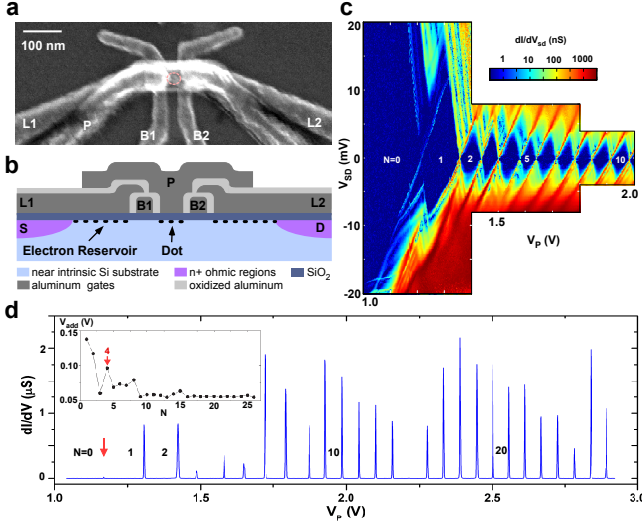 a
100 nm
L1
P
B1
B2
L2
b
P
L1
B1
B2
L2
S
D
Electron Reservoir
Dot
near intrinsic Si substrate
n+ ohmic regions
SiO2
aluminum gates
oxidized aluminum
c
dI/dVsd (nS)
1 10 100 1000
20
10
0
-10
-20
VSD (mV)
N=0
1
2
5
10
1.0
1.5
2.0
VP (V)
d
Vadd (V)
0.15
0.10
0.05
4
0 5 10 15 20 25
N
2
1
0
dI/dV (µS)
N=0
1
2
10
20
1.0 1.5 2.0 2.5 3.0
VP (V)